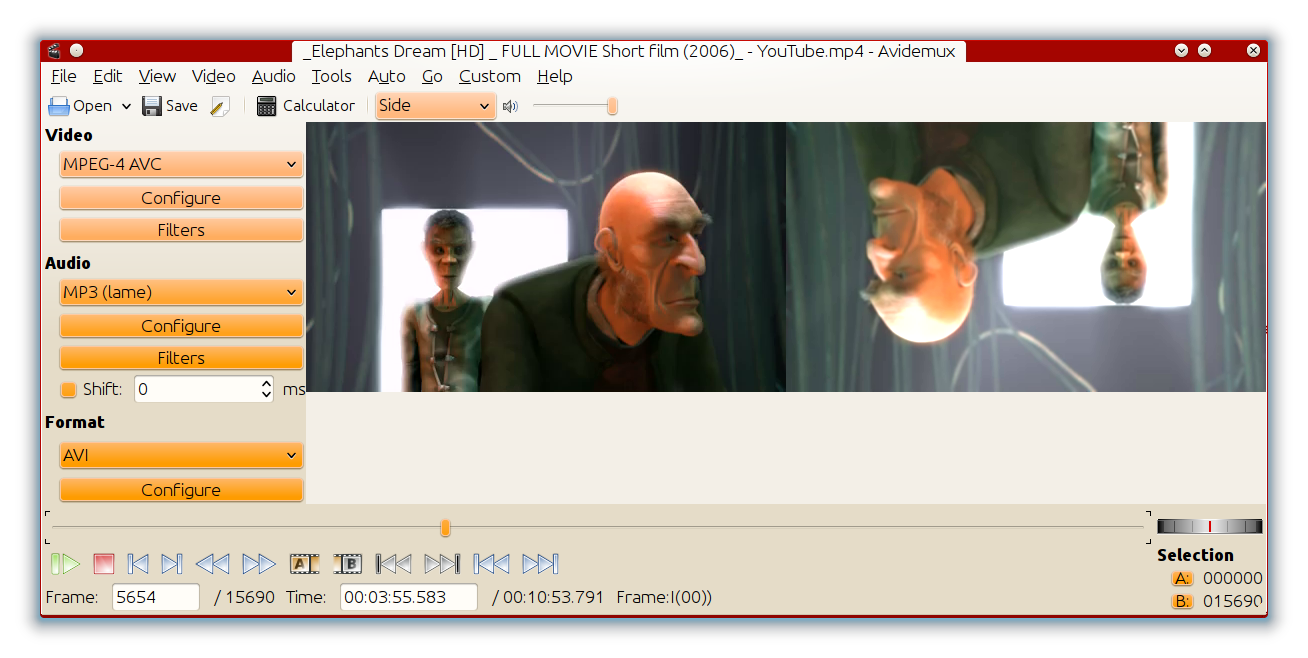 _Elephants Dream [HD] _ FULL MOVIE Short film (2006)_ - YouTube.mp4 - Avidemux
File Edit View Video Audio Tools Auto Go Custom Help
Open Save Calculator Side
Video
MPEG-4 AVC
Configure
Filters
Audio
MP3 (lame)
Configure
Filters
Shift: 0 ms
Format
AVI
Configure
A B
Selection
A: 000000
Frame: 5654 / 15690 Time: 00:03:55.583 / 00:10:53.791 Frame:I(00))
B: 015690